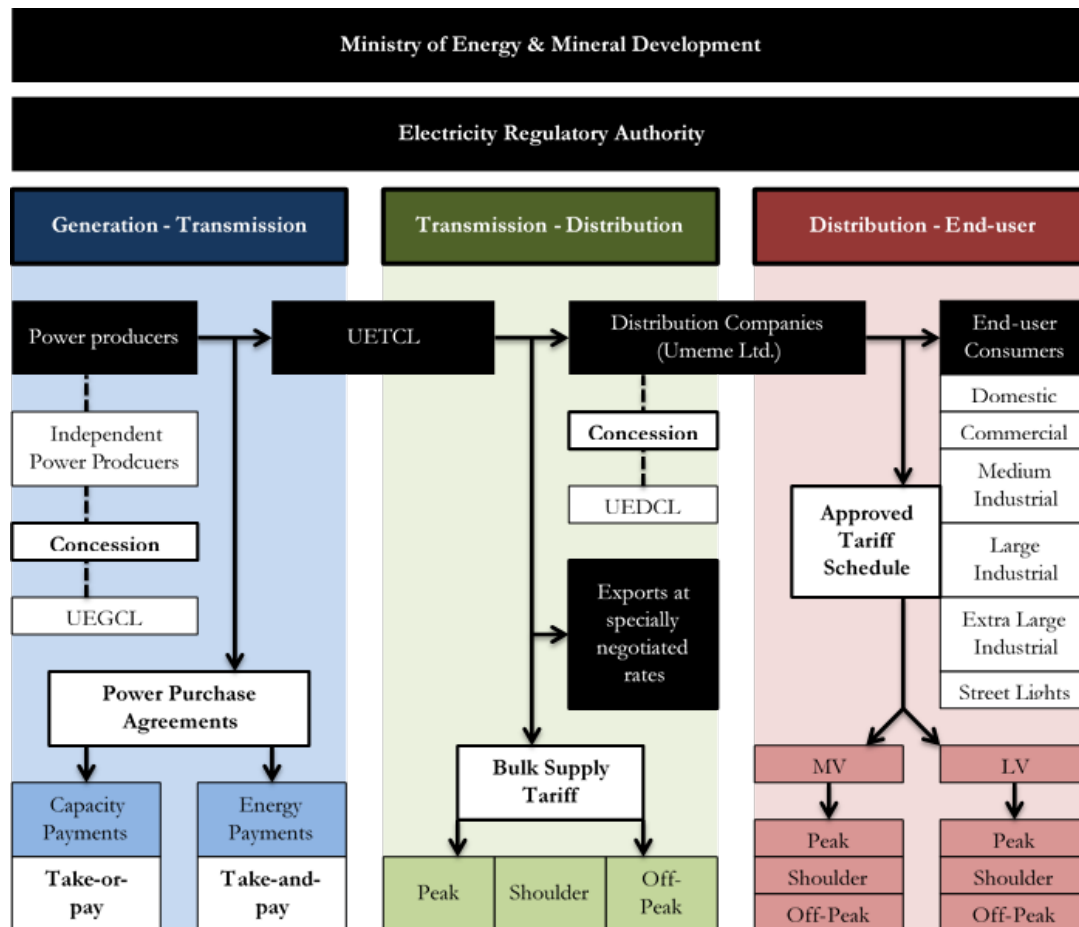 Ministry of Energy & Mineral Development
Electricity Regulatory Authority
Generation - Transmission
Transmission - Distribution
Distribution - End-user
Power producers
UETCL
Distribution Companies
(Umeme Ltd.)
End-user
Consumers
Independent
Power Prodcuers
Concession
UEGCL
Concession
UEDCL
Exports at
specially
negotiated
rates
Approved
Tariff
Schedule
Domestic
Commercial
Medium
Industrial
Large
Industrial
Extra Large
Industrial
Street Lights
Power Purchase
Agreements
Capacity
Payments
Take-or-
pay
Energy
Payments
Take-and-
pay
Bulk Supply
Tariff
Peak
Shoulder
Off-
Peak
MV
Peak
Shoulder
Off-Peak
LV
Peak
Shoulder
Off-Peak